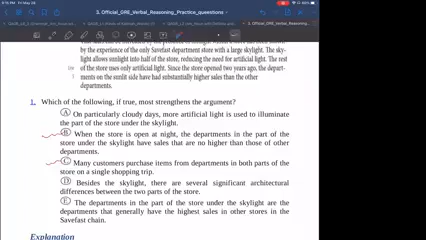 9:15 PM Fri May 28
3. Official_GRE_Verbal_Reasoning_Practice_questions
by the experience of the only Savefast department store with a large skylight. The sky-
light allows sunlight into half of the store, reducing the need for artificial light. The rest
of the store uses only artificial light. Since the store opened two years ago, the depart-
ments on the sunlit side have had substantially higher sales than the other
departments.
1. Which of the following, if true, most strengthens the argument?
A On particularly cloudy days, more artificial light is used to illuminate
the part of the store under the skylight.
B When the store is open at night, the departments in the part of the
store under the skylight have sales that are no higher than those of other
departments.
C Many customers purchase items from departments in both parts of the
store on a single shopping trip.
D Besides the skylight, there are several significant architectural
differences between the two parts of the store.
E The departments in the part of the store under the skylight are the
departments that generally have the highest sales in other stores in the
Savefast chain.
Explanation